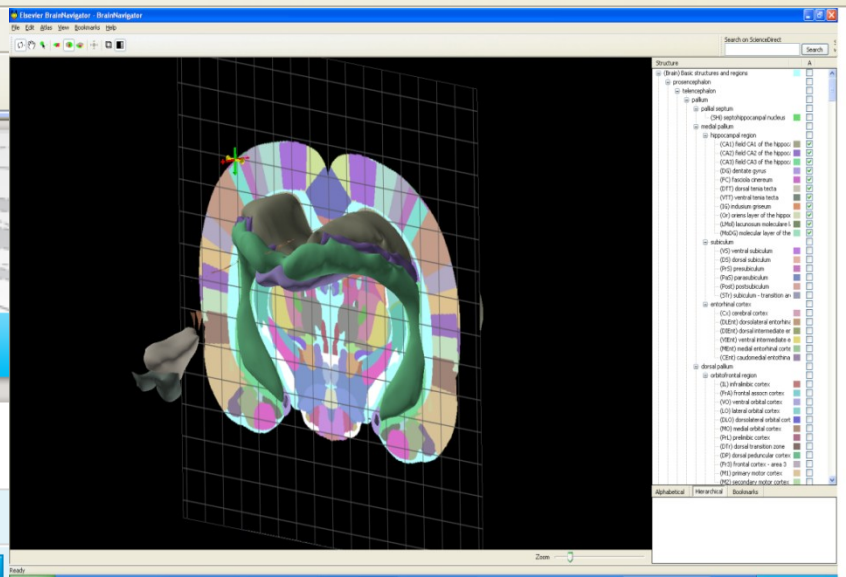 Elsevier BrainNavigator - BrainNavigator
File Edit Atlas View Bookmarks Help
Search on ScienceDirect
Search
Structure A
(Brain) Basic structures and regions
prosencephalon
telencephalon
pallium
pallial septum
(SHi) septohippocampal nucleus
medial pallium
hippocampal region
(CA1) field CA1 of the hippoc
(CA2) field CA2 of the hippoc
(CA3) field CA3 of the hippoc
(DG) dentate gyrus
(FC) fasciola cinereum
(DTT) dorsal tenia tecta
(VTT) ventral tenia tecta
(IG) indusium griseum
(Or) oriens layer of the hippoc
(LMol) lacunosum moleculare l
(MoDG) molecular layer of the
subiculum
(VS) ventral subiculum
(DS) dorsal subiculum
(PrS) presubiculum
(PaS) parasubiculum
(Post) postsubiculum
(STr) subiculum - transition are
entorhinal cortex
(Cx) cerebral cortex
(DLEnt) dorsolateral entorhina
(DIEnt) dorsal intermediate en
(VIEnt) ventral intermediate e
(MEnt) medial entorhinal corte
(CEnt) caudomedial entorhina
dorsal pallium
orbitofrontal region
(IL) infralimbic cortex
(FrA) frontal assocn cortex
(VO) ventral orbital cortex
(LO) lateral orbital cortex
(DLO) dorsolateral orbital cort
(MO) medial orbital cortex
(PrL) prelimbic cortex
(DTr) dorsal transition zone
(DP) dorsal peduncular cortex
(Fr3) frontal cortex - area 3
(M1) primary motor cortex
(M2) secondary motor cortex
Alphabetical Hierarchical Bookmarks
Zoom
Ready